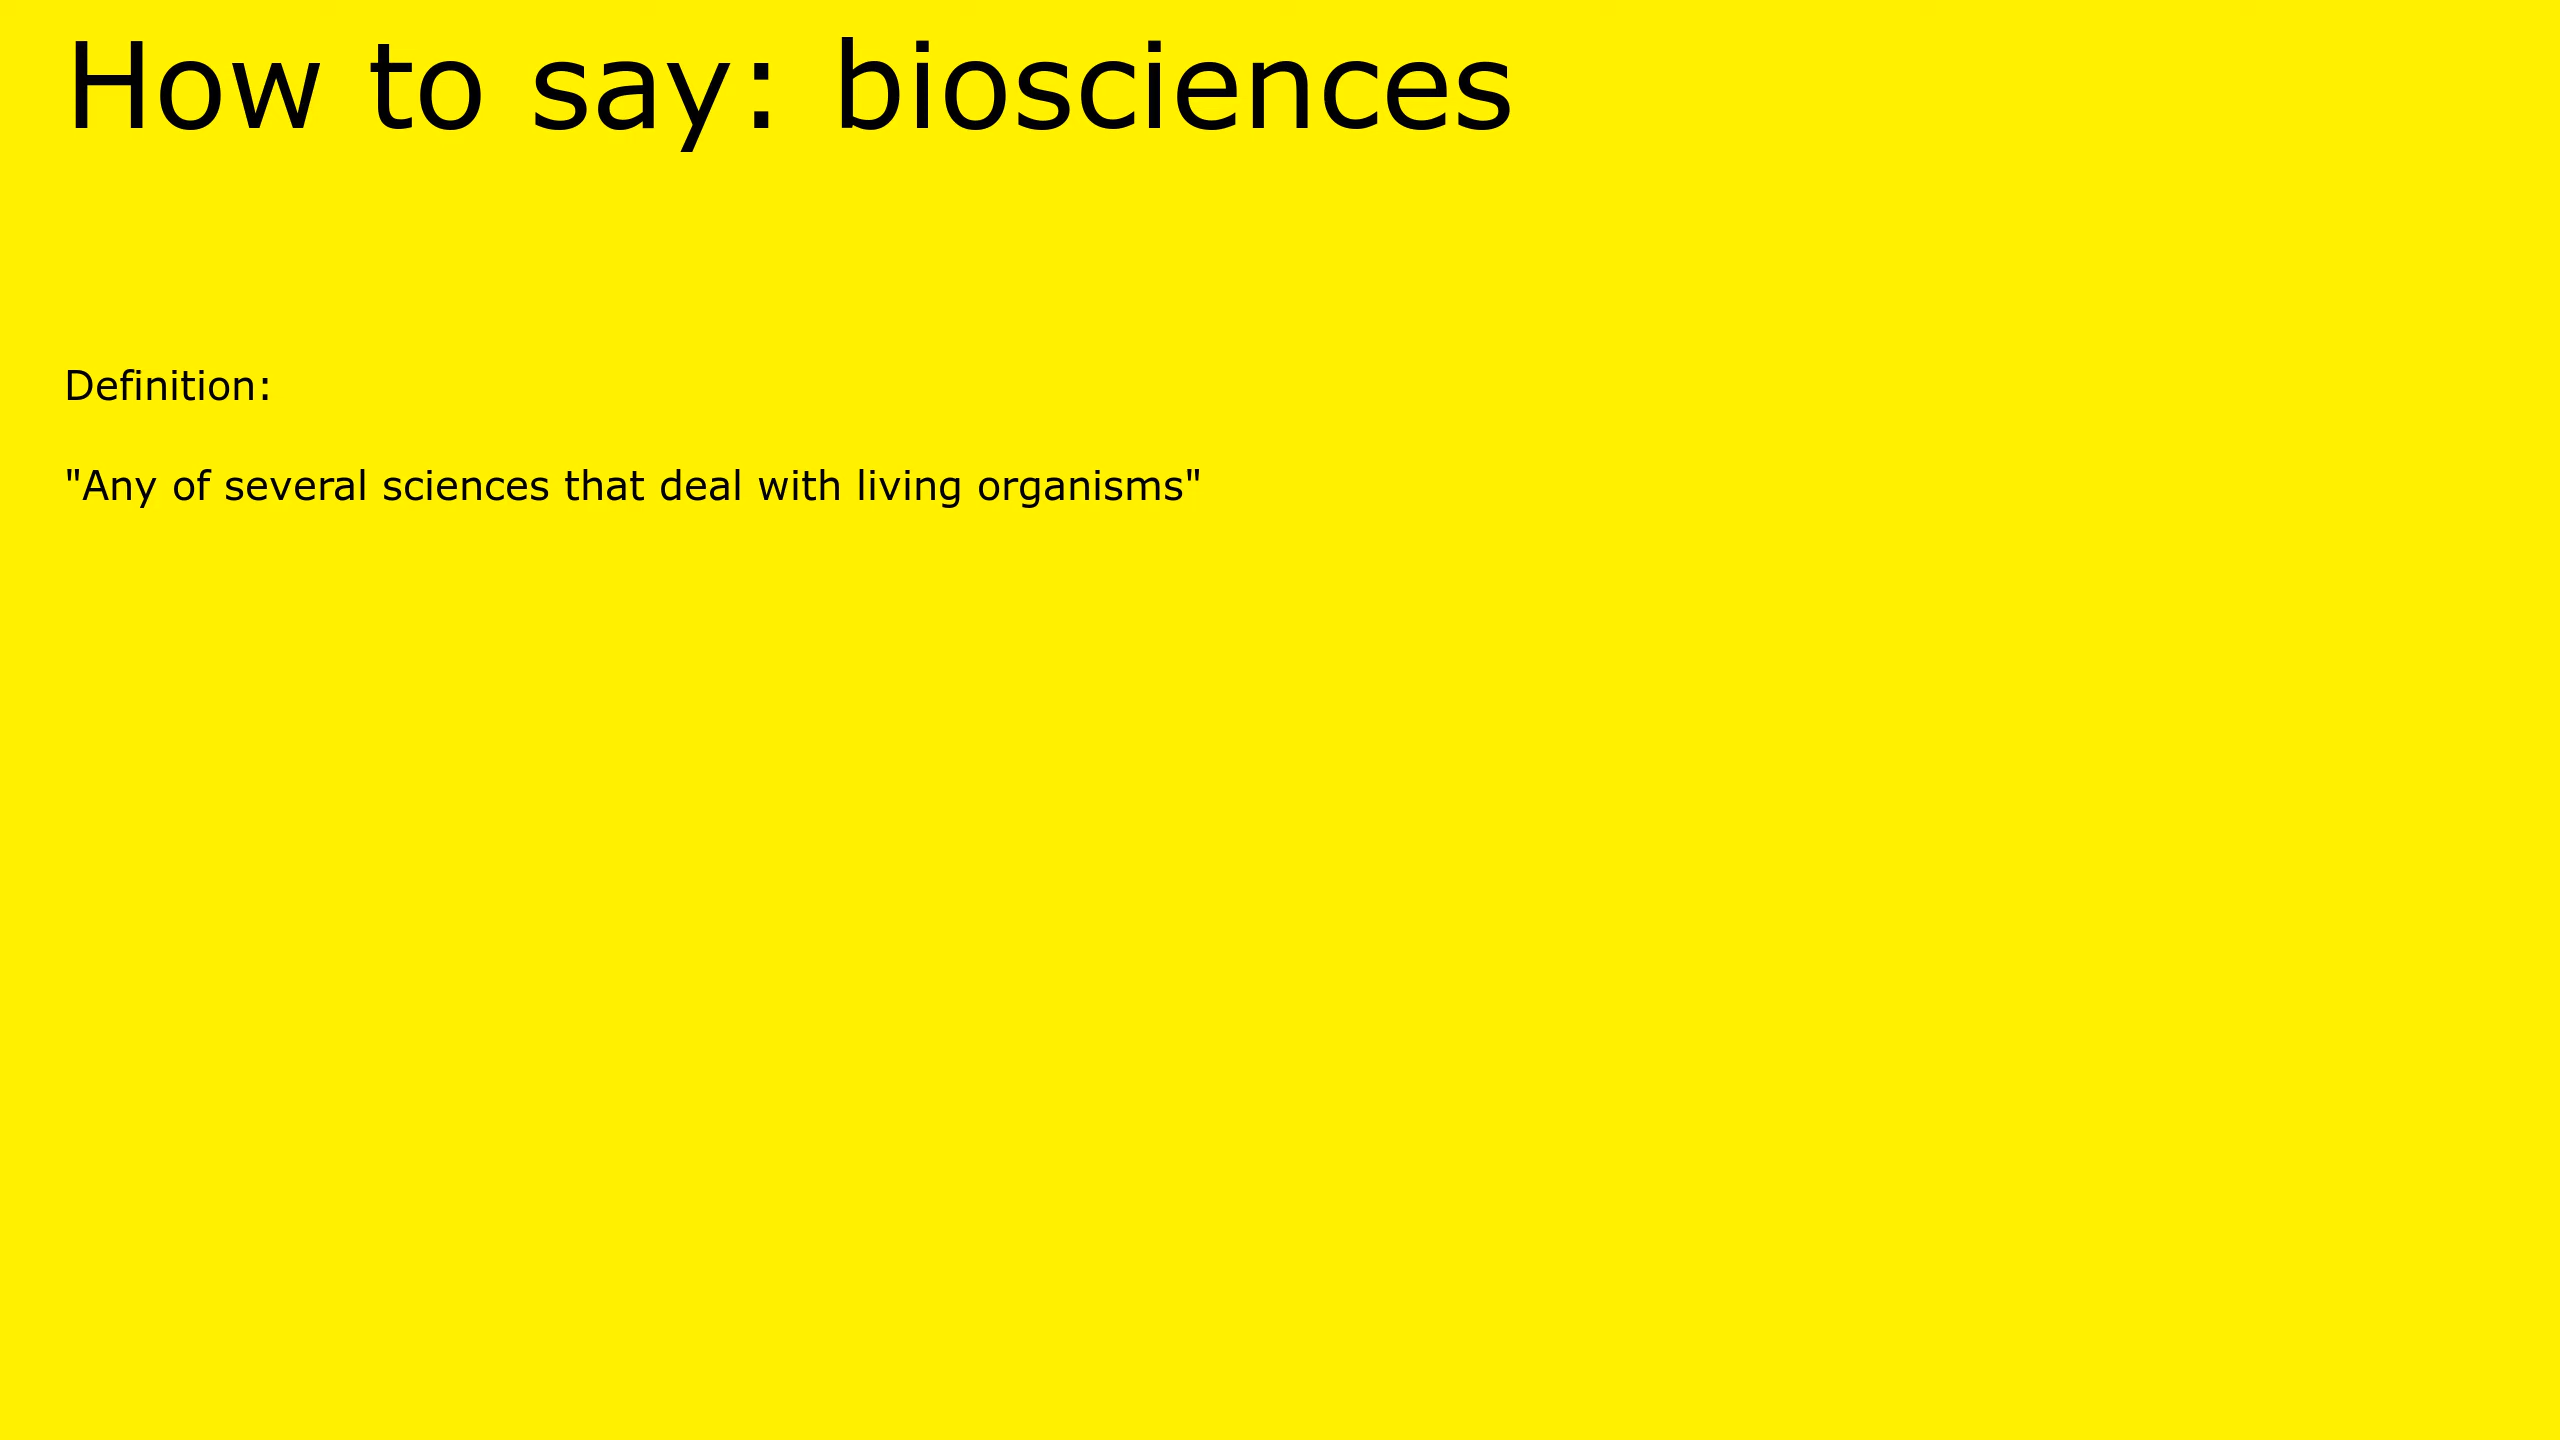 How to say: biosciences
Definition:
"Any of several sciences that deal with living organisms"